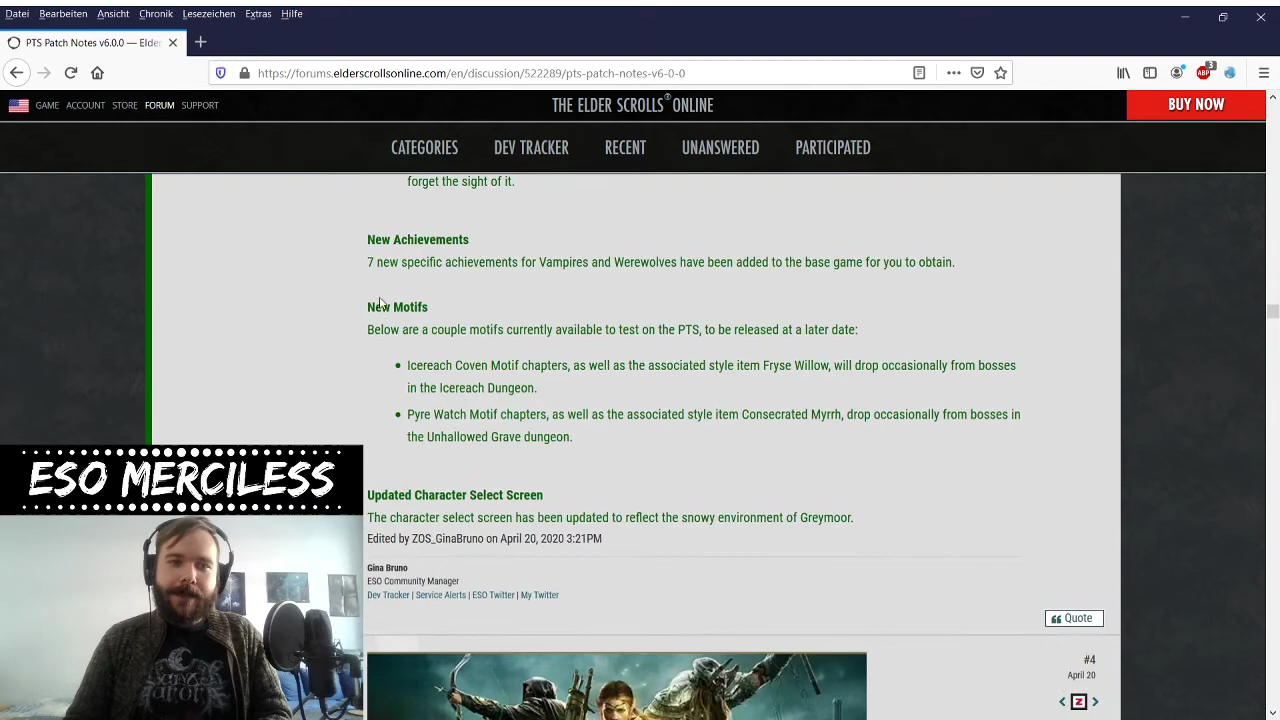 Datei Bearbeiten Ansicht Chronik Lesezeichen Extras Hilfe
PTS Patch Notes v6.0.0 — Elder
https://forums.elderscrollsonline.com/en/discussion/522289/pts-patch-notes-v6-0-0
ABP 3
GAME ACCOUNT STORE FORUM SUPPORT
THE ELDER SCROLLS® ONLINE
BUY NOW
CATEGORIES DEV TRACKER RECENT UNANSWERED PARTICIPATED
forget the sight of it.
New Achievements
7 new specific achievements for Vampires and Werewolves have been added to the base game for you to obtain.
New Motifs
Below are a couple motifs currently available to test on the PTS, to be released at a later date:
• Icereach Coven Motif chapters, as well as the associated style item Fryse Willow, will drop occasionally from bosses
in the Icereach Dungeon.
• Pyre Watch Motif chapters, as well as the associated style item Consecrated Myrrh, drop occasionally from bosses in
the Unhallowed Grave dungeon.
ESO MERCILESS
Updated Character Select Screen
The character select screen has been updated to reflect the snowy environment of Greymoor.
Edited by ZOS_GinaBruno on April 20, 2020 3:21PM
Gina Bruno
ESO Community Manager
Dev Tracker | Service Alerts | ESO Twitter | My Twitter
Quote
#4
April 20
Z